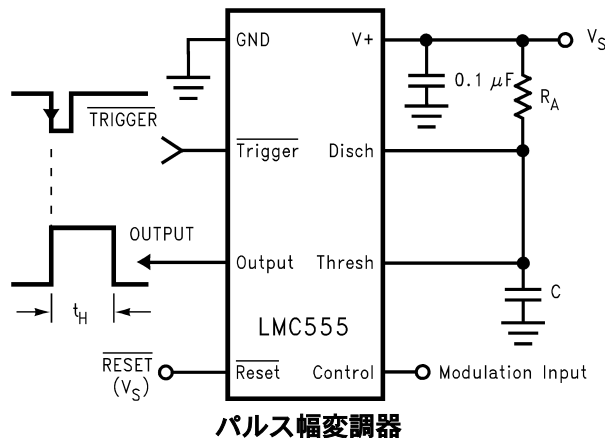 GND
V+
V_S
0.1 μF
R_A
TRIGGER
Trigger
Disch
OUTPUT
Output
Thresh
t_H
C
LMC555
RESET
(V_S)
Reset
Control
Modulation Input
パルス幅変調器